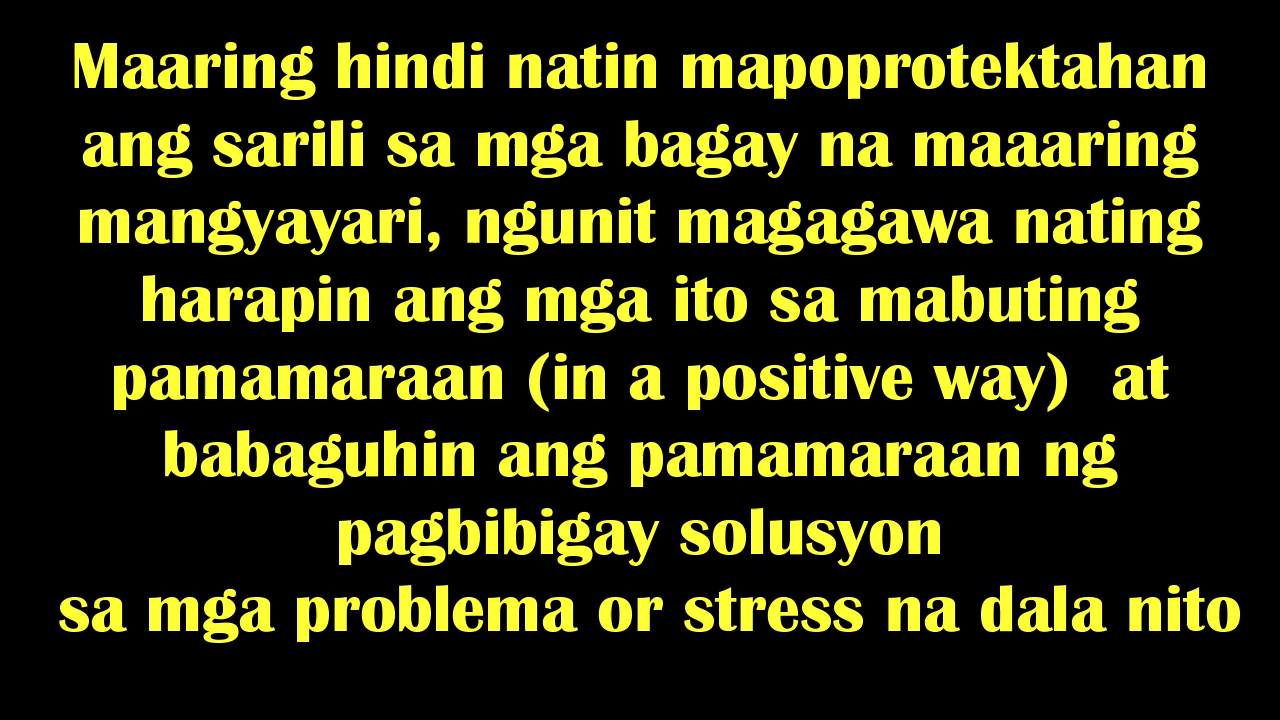 Maaring hindi natin mapoprotektahan
ang sarili sa mga bagay na maaaring
mangyayari, ngunit magagawa nating
harapin ang mga ito sa mabuting
pamamaraan (in a positive way)  at
babaguhin ang pamamaraan ng
pagbibigay solusyon
sa mga problema or stress na dala nito